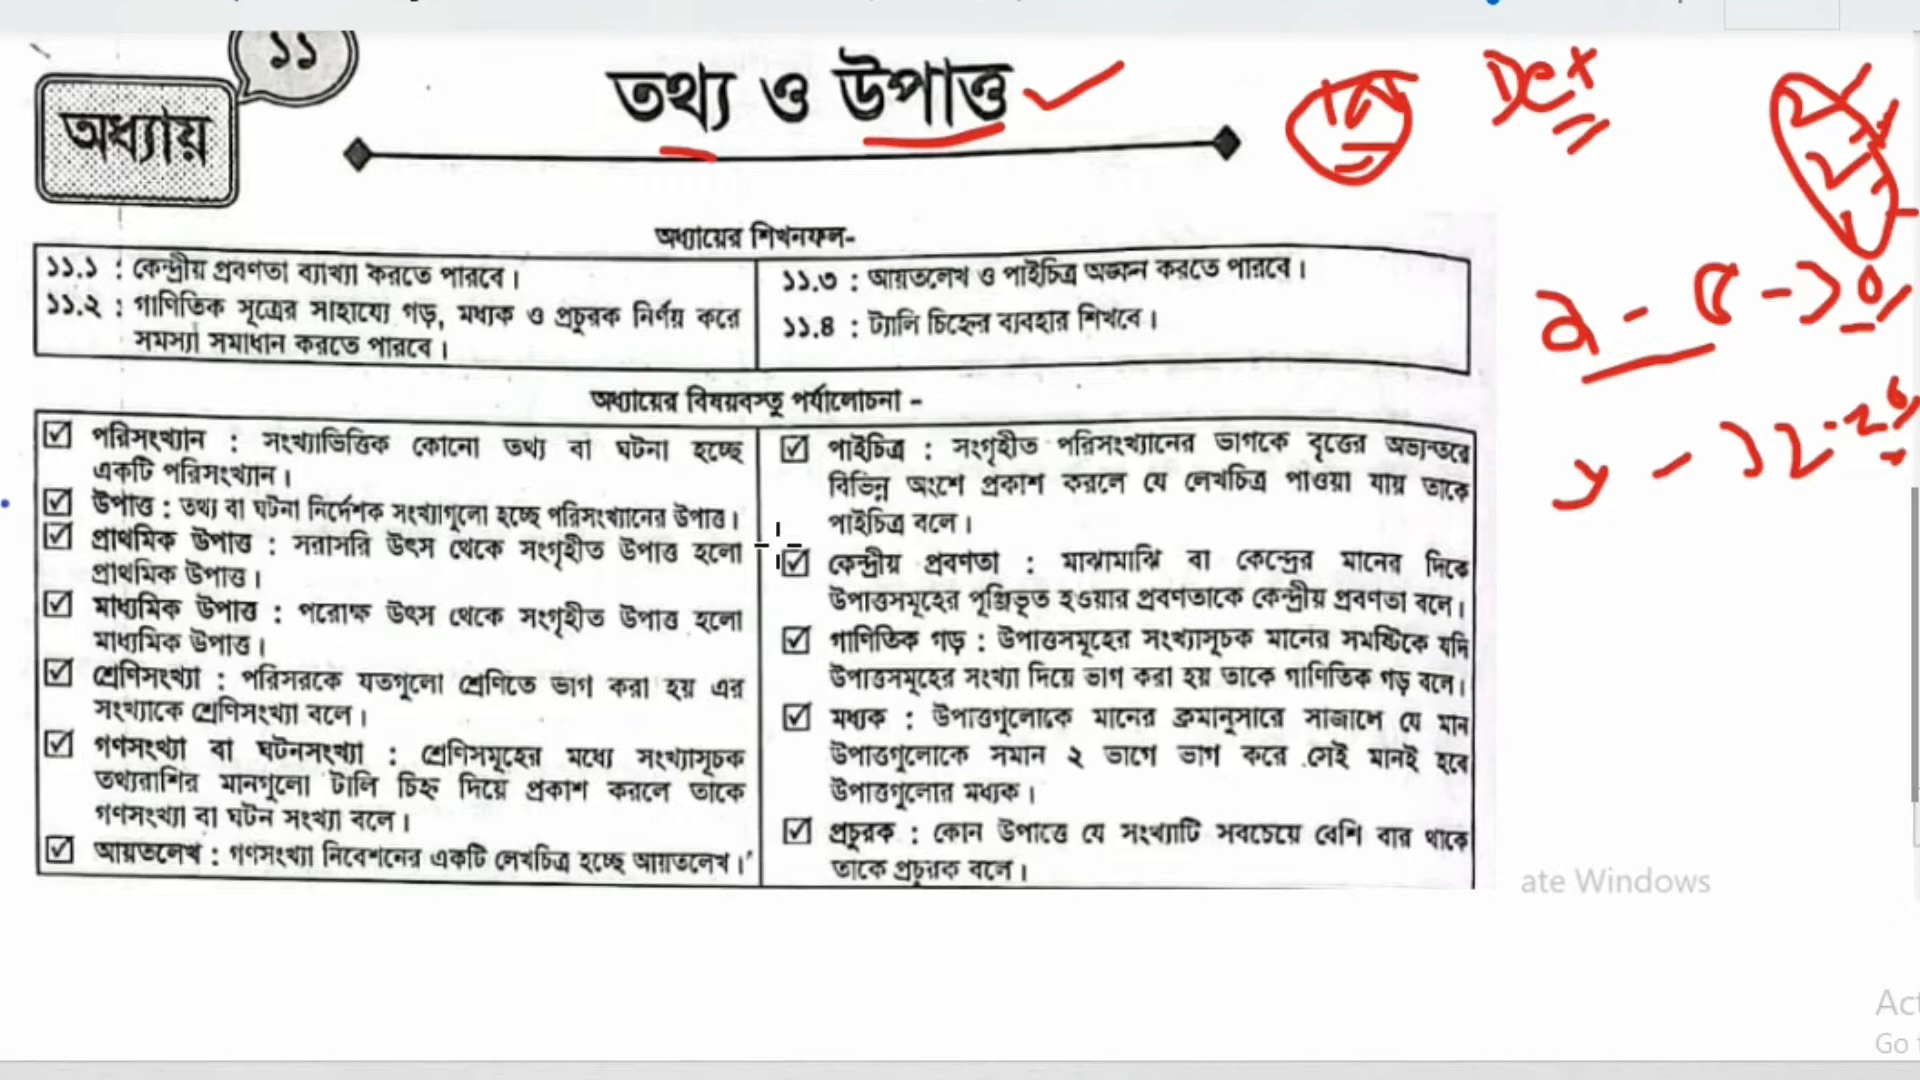 ১১
অধ্যায়
তথ্য ও উপাত্ত
Dex
অধ্যায়ের শিখনফল-
১১.১ : কেন্দ্রীয় প্রবণতা ব্যাখ্যা করতে পারবে।
১১.২ : গাণিতিক সূত্রের সাহায্যে গড়, মধ্যক ও প্রচুরক নির্ণয় করে
সমস্যা সমাধান করতে পারবে।
১১.৩ : আয়তলেখ ও পাইচিত্র অঙ্কন করতে পারবে।
১১.৪ : ট্যালি চিহ্নের ব্যবহার শিখবে।
অধ্যায়ের বিষয়বস্তু পর্যালোচনা -
পরিসংখ্যান : সংখ্যাভিত্তিক কোনো তথ্য বা ঘটনা হচ্ছে
একটি পরিসংখ্যান।
উপাত্ত : তথ্য বা ঘটনা নির্দেশক সংখ্যাগুলো হচ্ছে পরিসংখ্যানের উপাত্ত।
প্রাথমিক উপাত্ত : সরাসরি উৎস থেকে সংগৃহীত উপাত্ত হলো
প্রাথমিক উপাত্ত।
মাধ্যমিক উপাত্ত : পরোক্ষ উৎস থেকে সংগৃহীত উপাত্ত হলো
মাধ্যমিক উপাত্ত।
শ্রেণিসংখ্যা : পরিসরকে যতগুলো শ্রেণিতে ভাগ করা হয় এর
সংখ্যাকে শ্রেণিসংখ্যা বলে।
গণসংখ্যা বা ঘটনসংখ্যা : শ্রেণিসমূহের মধ্যে সংখ্যাসূচক
তথ্যরাশির মানগুলো টালি চিহ্ন দিয়ে প্রকাশ করলে তাকে
গণসংখ্যা বা ঘটন সংখ্যা বলে।
আয়তলেখ : গণসংখ্যা নিবেশনের একটি লেখচিত্র হচ্ছে আয়তলেখ।
পাইচিত্র : সংগৃহীত পরিসংখ্যানের ভাগকে বৃত্তের অভ্যন্তরে
বিভিন্ন অংশে প্রকাশ করলে যে লেখচিত্র পাওয়া যায় তাকে
পাইচিত্র বলে।
কেন্দ্রীয় প্রবণতা : মাঝামাঝি বা কেন্দ্রের মানের দিকে
উপাত্তসমূহের পুঞ্জিভূত হওয়ার প্রবণতাকে কেন্দ্রীয় প্রবণতা বলে।
গাণিতিক গড় : উপাত্তসমূহের সংখ্যাসূচক মানের সমষ্টিকে যদি
উপাত্তসমূহের সংখ্যা দিয়ে ভাগ করা হয় তাকে গাণিতিক গড় বলে।
মধ্যক : উপাত্তগুলোকে মানের ক্রমানুসারে সাজালে যে মান
উপাত্তগুলোকে সমান ২ ভাগে ভাগ করে সেই মানই হবে
উপাত্তগুলোর মধ্যক।
প্রচুরক : কোন উপাত্তে যে সংখ্যাটি সবচেয়ে বেশি বার থাকে
তাকে প্রচুরক বলে।
ate Windows
Act
Go